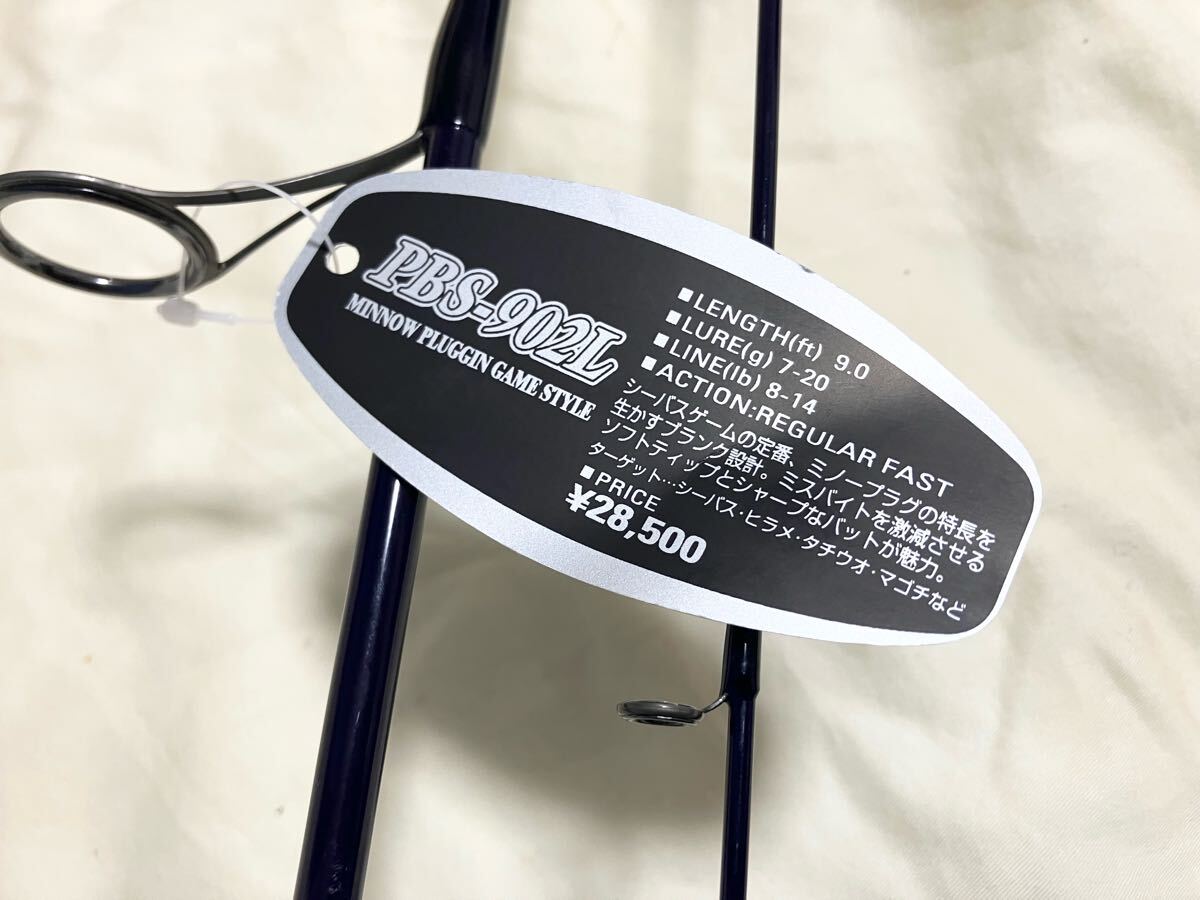 PBS-902L
MINNOW PLUGGIN GAME STYLE
■LENGTH(ft) 9.0
■LURE(g) 7-20
■LINE(lb) 8-14
■ACTION:REGULAR FAST
シーバスゲームの定番、ミノープラグの特長を
生かすブランク設計。ミスバイトを激減させる
ソフトティップとシャープなバットが魅力。
ターゲット…シーバス・ヒラメ・タチウオ・マゴチなど
■PRICE
¥28,500